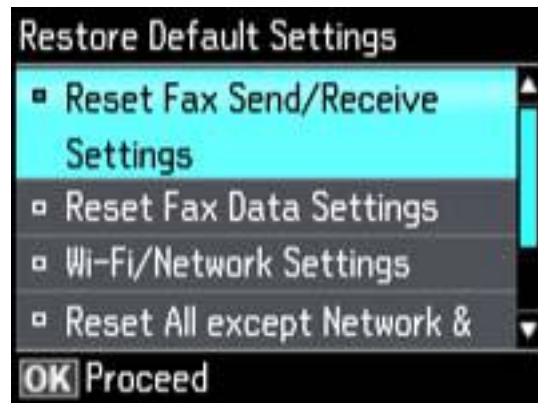 Restore Default Settings
Reset Fax Send/Receive
Settings
Reset Fax Data Settings
Wi-Fi/Network Settings
Reset All except Network &
OK Proceed